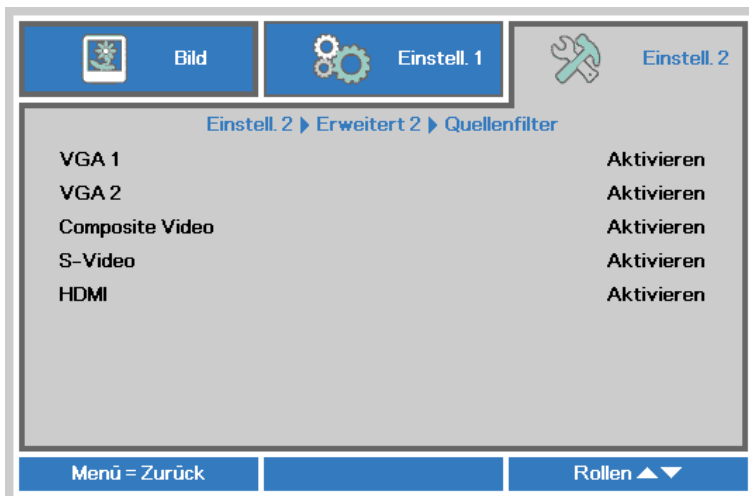 Bild
Einstell. 1
Einstell. 2
Einstell. 2 ▶ Erweitert 2 ▶ Quellenfilter
VGA 1 Aktivieren
VGA 2 Aktivieren
Composite Video Aktivieren
S-Video Aktivieren
HDMI Aktivieren
Menü = Zurück
Rollen ▲▼